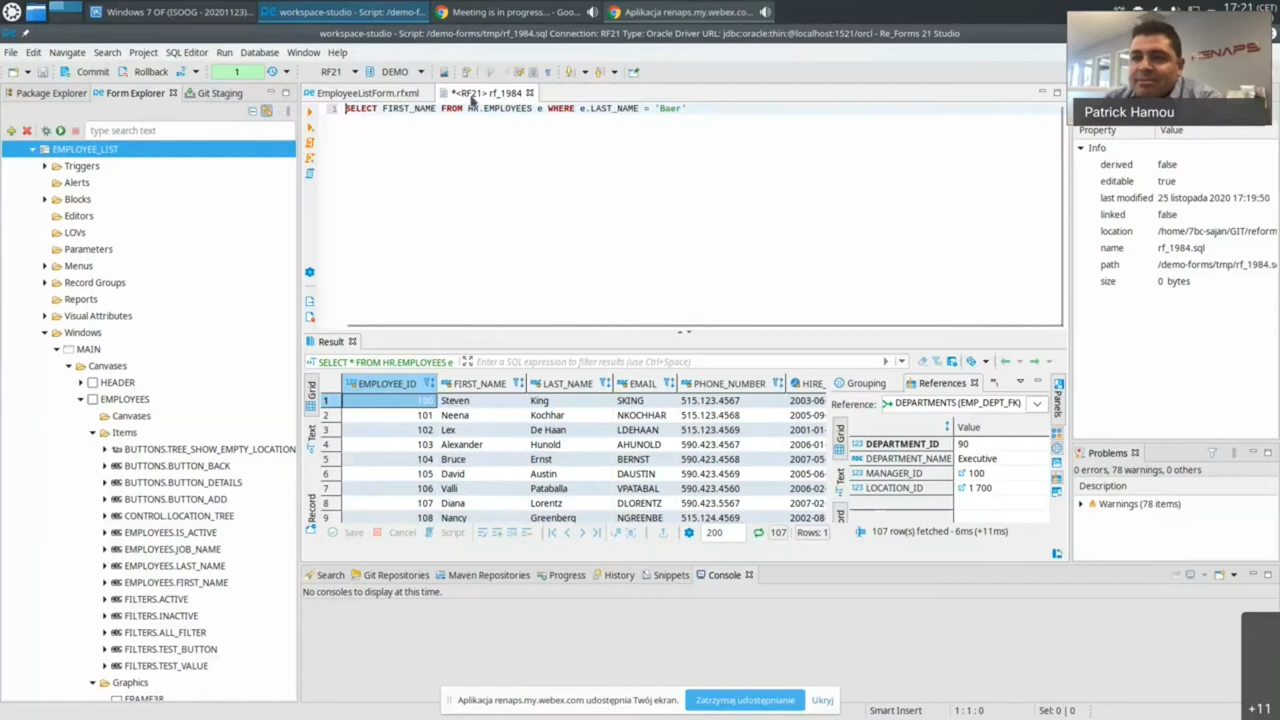 Windows 7 OF (ISOOG - 20201123)...
workspace-studio - Script: /demo-f...
Meeting is in progress... - Goo...
Aplikacja renaps.my.webex.com...
17:21 (CET)
workspace-studio - Script: /demo-forms/tmp/rf_1984.sql Connection: RF21 Type: Oracle Driver URL: jdbc:oracle:thin:@localhost:1521/orcl - Re_Forms 21 Studio
File Edit Navigate Search Project SQL Editor Run Database Window Help
Commit Rollback 1 RF21 DEMO
Package Explorer Form Explorer Git Staging
EmployeeListForm.rfxml *<RF21> rf_1984
type search text
1 SELECT FIRST_NAME FROM HR.EMPLOYEES e WHERE e.LAST_NAME = 'Baer'
EMPLOYEE_LIST
Triggers
Alerts
Blocks
Editors
LOVs
Parameters
Menus
Record Groups
Reports
Visual Attributes
Windows
MAIN
Canvases
HEADER
EMPLOYEES
Canvases
Items
BUTTONS.TREE_SHOW_EMPTY_LOCATION
BUTTONS.BUTTON_BACK
BUTTONS.BUTTON_DETAILS
BUTTONS.BUTTON_ADD
CONTROL.LOCATION_TREE
EMPLOYEES.IS_ACTIVE
EMPLOYEES.JOB_NAME
EMPLOYEES.LAST_NAME
EMPLOYEES.FIRST_NAME
FILTERS.ACTIVE
FILTERS.INACTIVE
FILTERS.ALL_FILTER
FILTERS.TEST_BUTTON
FILTERS.TEST_VALUE
Graphics
FRAME38
Result
SELECT * FROM HR.EMPLOYEES e Enter a SQL expression to filter results (use Ctrl+Space)
Grid
Text
Record
EMPLOYEE_ID FIRST_NAME LAST_NAME EMAIL PHONE_NUMBER HIRE_
1 100 Steven King SKING 515.123.4567 2003-06
2 101 Neena Kochhar NKOCHHAR 515.123.4568 2005-09
3 102 Lex De Haan LDEHAAN 515.123.4569 2001-01
4 103 Alexander Hunold AHUNOLD 590.423.4567 2006-01
5 104 Bruce Ernst BERNST 590.423.4568 2007-05
6 105 David Austin DAUSTIN 590.423.4569 2005-06
7 106 Valli Pataballa VPATABAL 590.423.4560 2006-02
8 107 Diana Lorentz DLORENTZ 590.423.5567 2007-02
9 108 Nancy Greenberg NGREENBE 515.124.4569 2002-08
Save Cancel Script 200 107 Rows: 1 107 row(s) fetched - 6ms (+11ms)
Grouping References
Reference: DEPARTMENTS (EMP_DEPT_FK)
Grid
Text
Value
DEPARTMENT_ID 90
DEPARTMENT_NAME Executive
MANAGER_ID 100
LOCATION_ID 1 700
Panels
Search Git Repositories Maven Repositories Progress History Snippets Console
No consoles to display at this time.
Aplikacja renaps.my.webex.com udostępnia Twój ekran. Zatrzymaj udostępnianie Ukryj
Smart Insert 1 : 1 : 0 Sel: 0 | 0
RENAPS
Patrick Hamou
Property Value
Info
derived false
editable true
last modified 25 listopada 2020 17:19:50
linked false
location /home/7bc-sajan/GIT/reform
name rf_1984.sql
path /demo-forms/tmp/rf_1984.s
size 0 bytes
Problems
0 errors, 78 warnings, 0 others
Description
Warnings (78 items)
+11